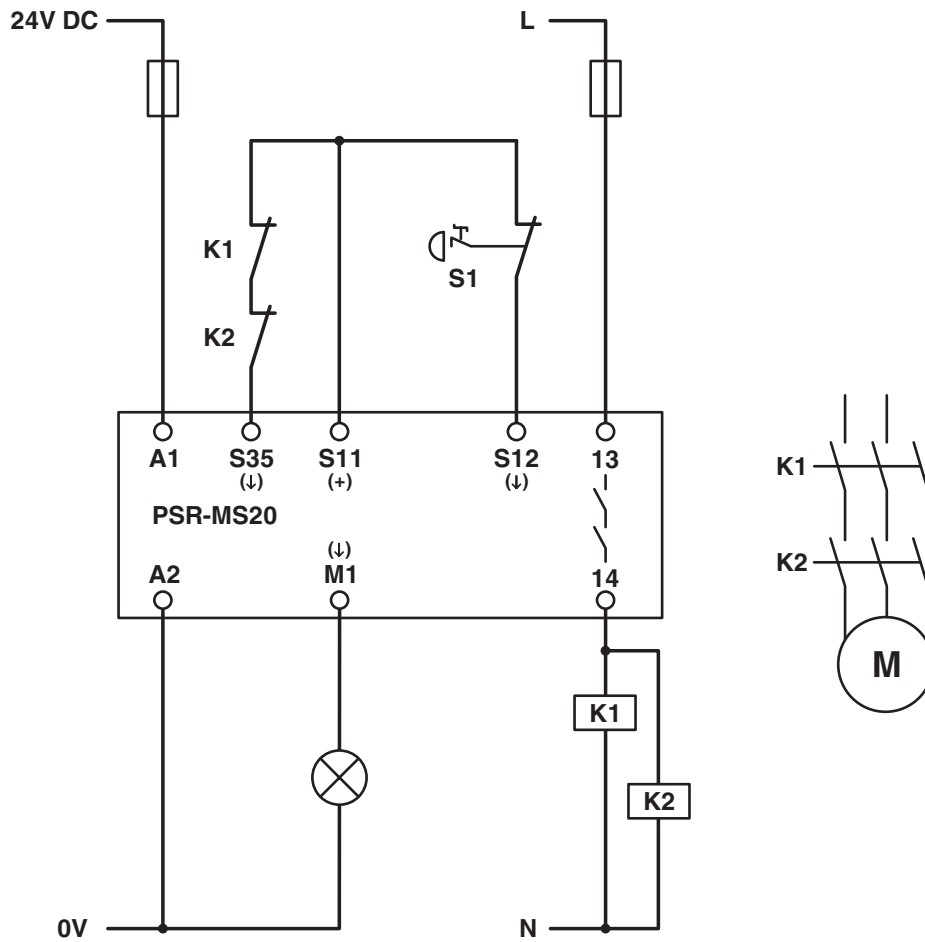 24V DC
L
K1
S1
K2
A1 S35 S11 S12 13
(↓) (+) (↓)
PSR-MS20
(↓)
A2 M1 14
K1
K2
M
K1
K2
0V
N